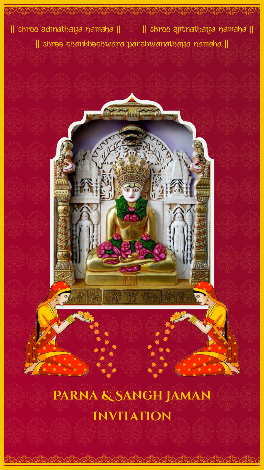 || shree adinathaya namaha || || shree ajitnathaya namaha ||
|| shree shankheshwara parshwanathaya namaha ||
Parna & Sangh Jaman
Invitation